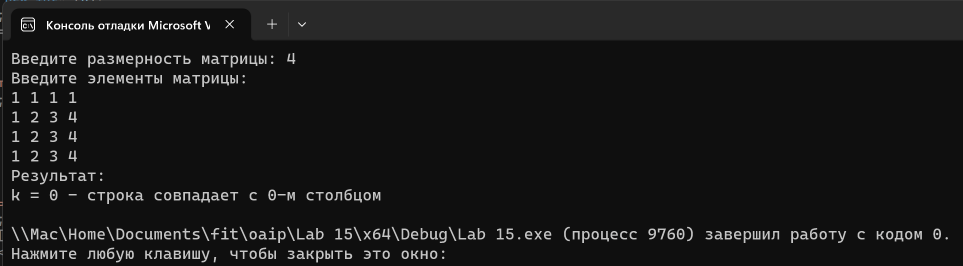 Консоль отладки Microsoft V
Введите размерность матрицы: 4
Введите элементы матрицы:
1 1 1 1
1 2 3 4
1 2 3 4
1 2 3 4
Результат:
k = 0 - строка совпадает с 0-м столбцом
\\Mac\Home\Documents\fit\oaip\Lab 15\x64\Debug\Lab 15.exe (процесс 9760) завершил работу с кодом 0.
Нажмите любую клавишу, чтобы закрыть это окно: